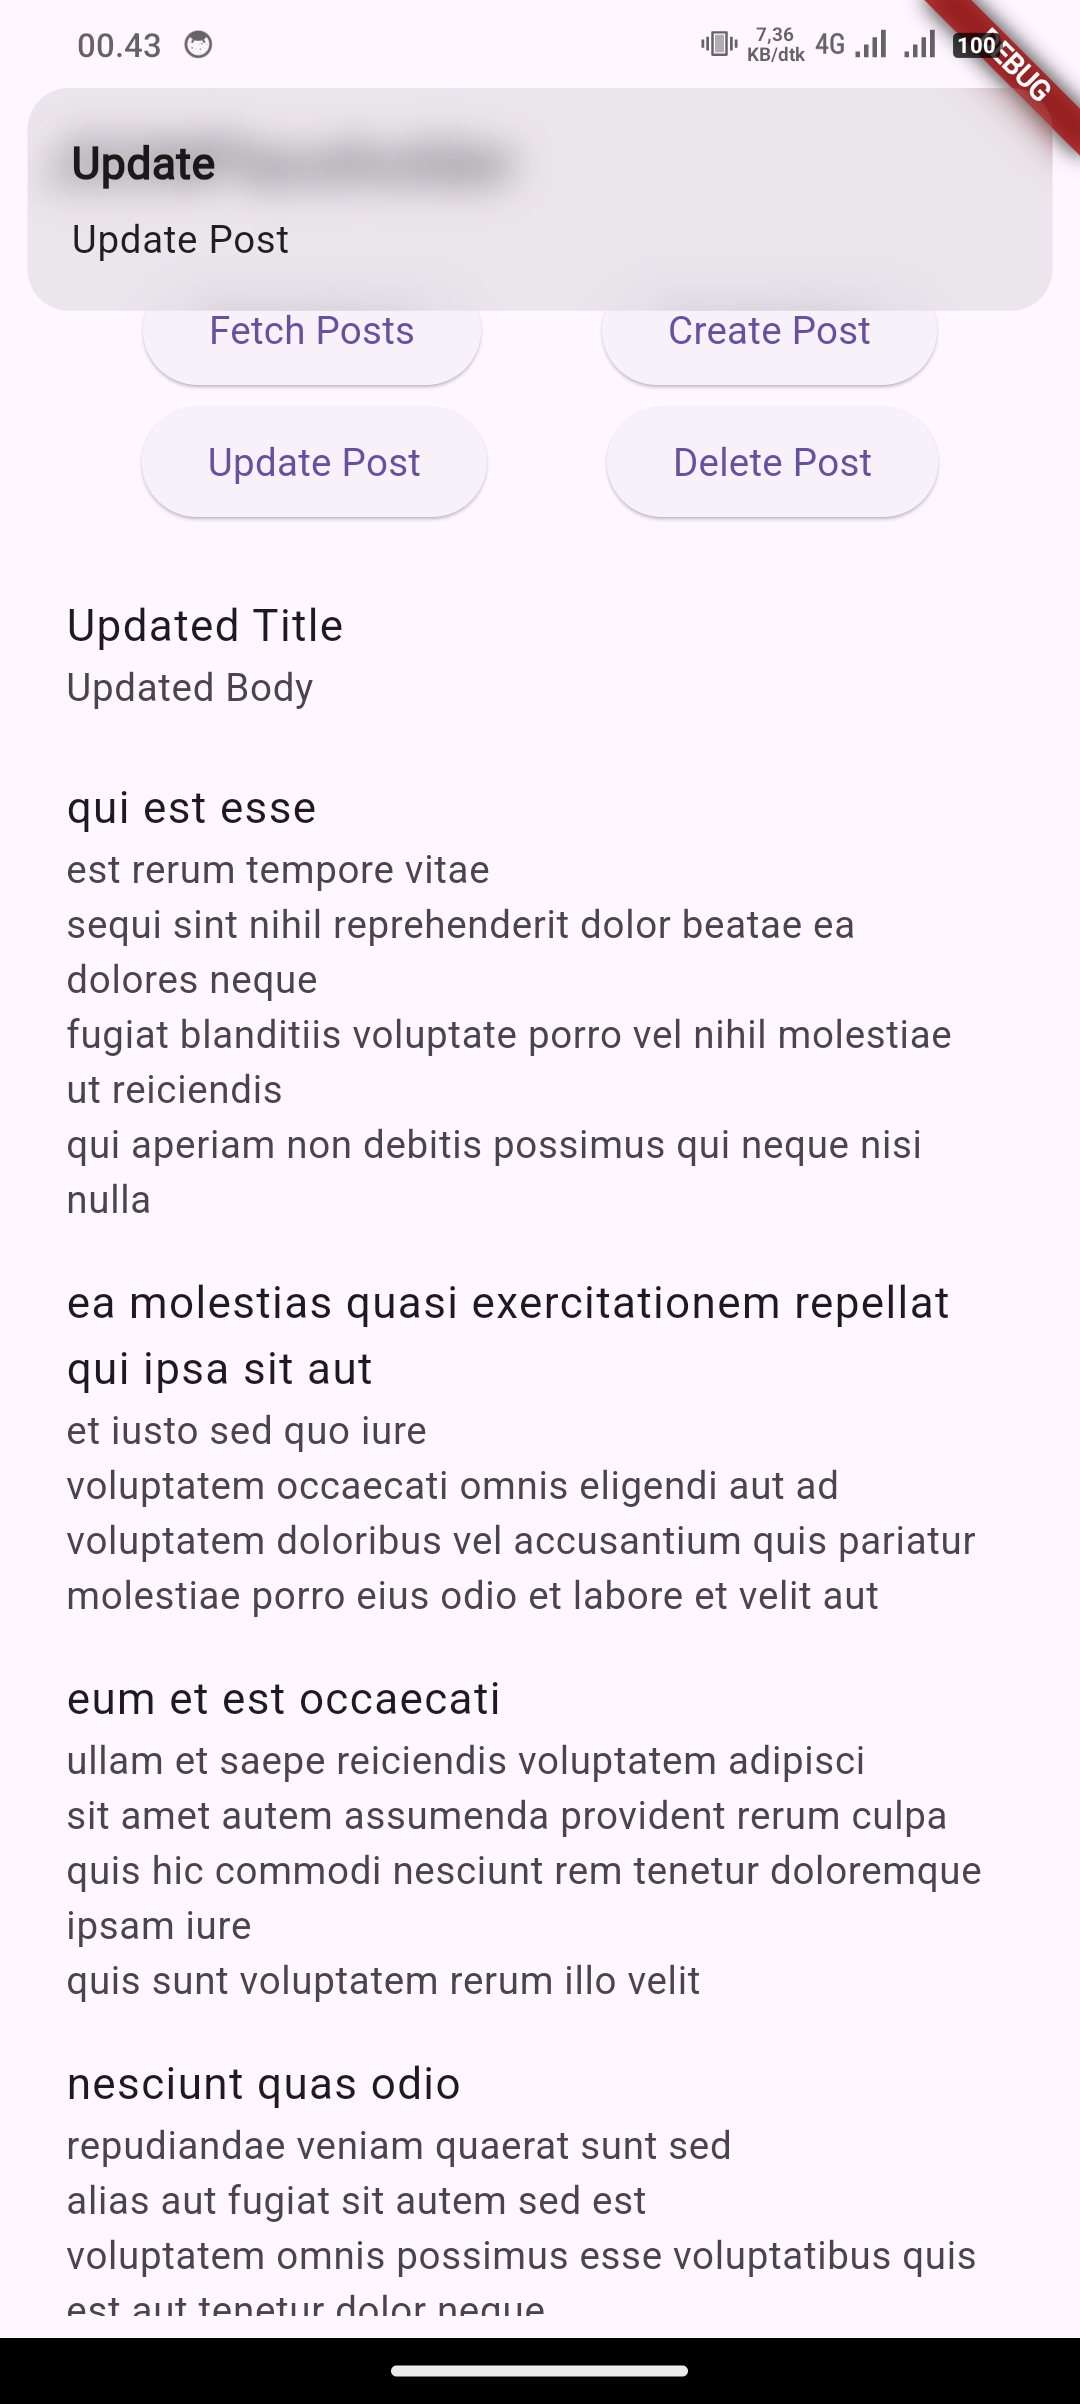 00.43
7,36
KB/dtk
4G
100
Update
Update Post
Fetch Posts
Create Post
Update Post
Delete Post
Updated Title
Updated Body
qui est esse
est rerum tempore vitae
sequi sint nihil reprehenderit dolor beatae ea
dolores neque
fugiat blanditiis voluptate porro vel nihil molestiae
ut reiciendis
qui aperiam non debitis possimus qui neque nisi
nulla
ea molestias quasi exercitationem repellat
qui ipsa sit aut
et iusto sed quo iure
voluptatem occaecati omnis eligendi aut ad
voluptatem doloribus vel accusantium quis pariatur
molestiae porro eius odio et labore et velit aut
eum et est occaecati
ullam et saepe reiciendis voluptatem adipisci
sit amet autem assumenda provident rerum culpa
quis hic commodi nesciunt rem tenetur doloremque
ipsam iure
quis sunt voluptatem rerum illo velit
nesciunt quas odio
repudiandae veniam quaerat sunt sed
alias aut fugiat sit autem sed est
voluptatem omnis possimus esse voluptatibus quis
est aut tenetur dolor neque